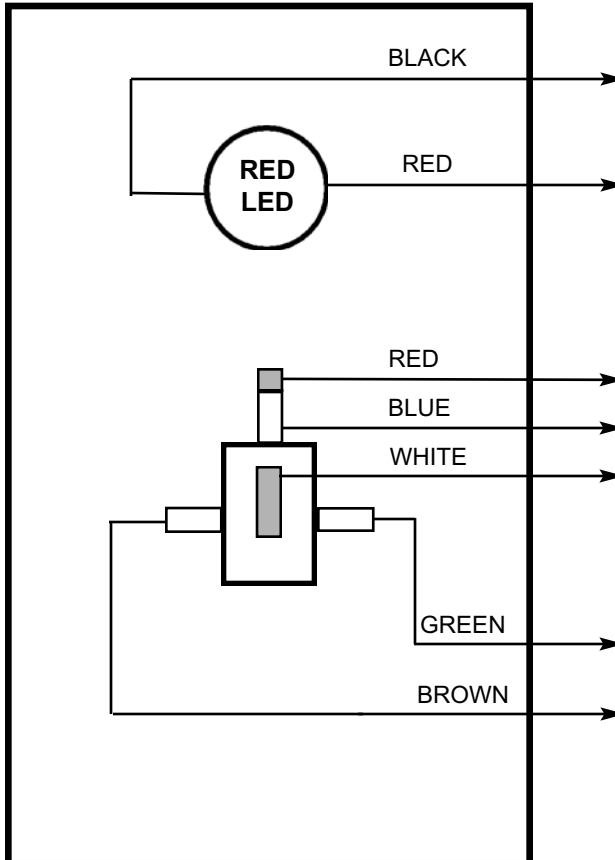 BLACK
RED
LED
RED
RED
BLUE
WHITE
GREEN
BROWN